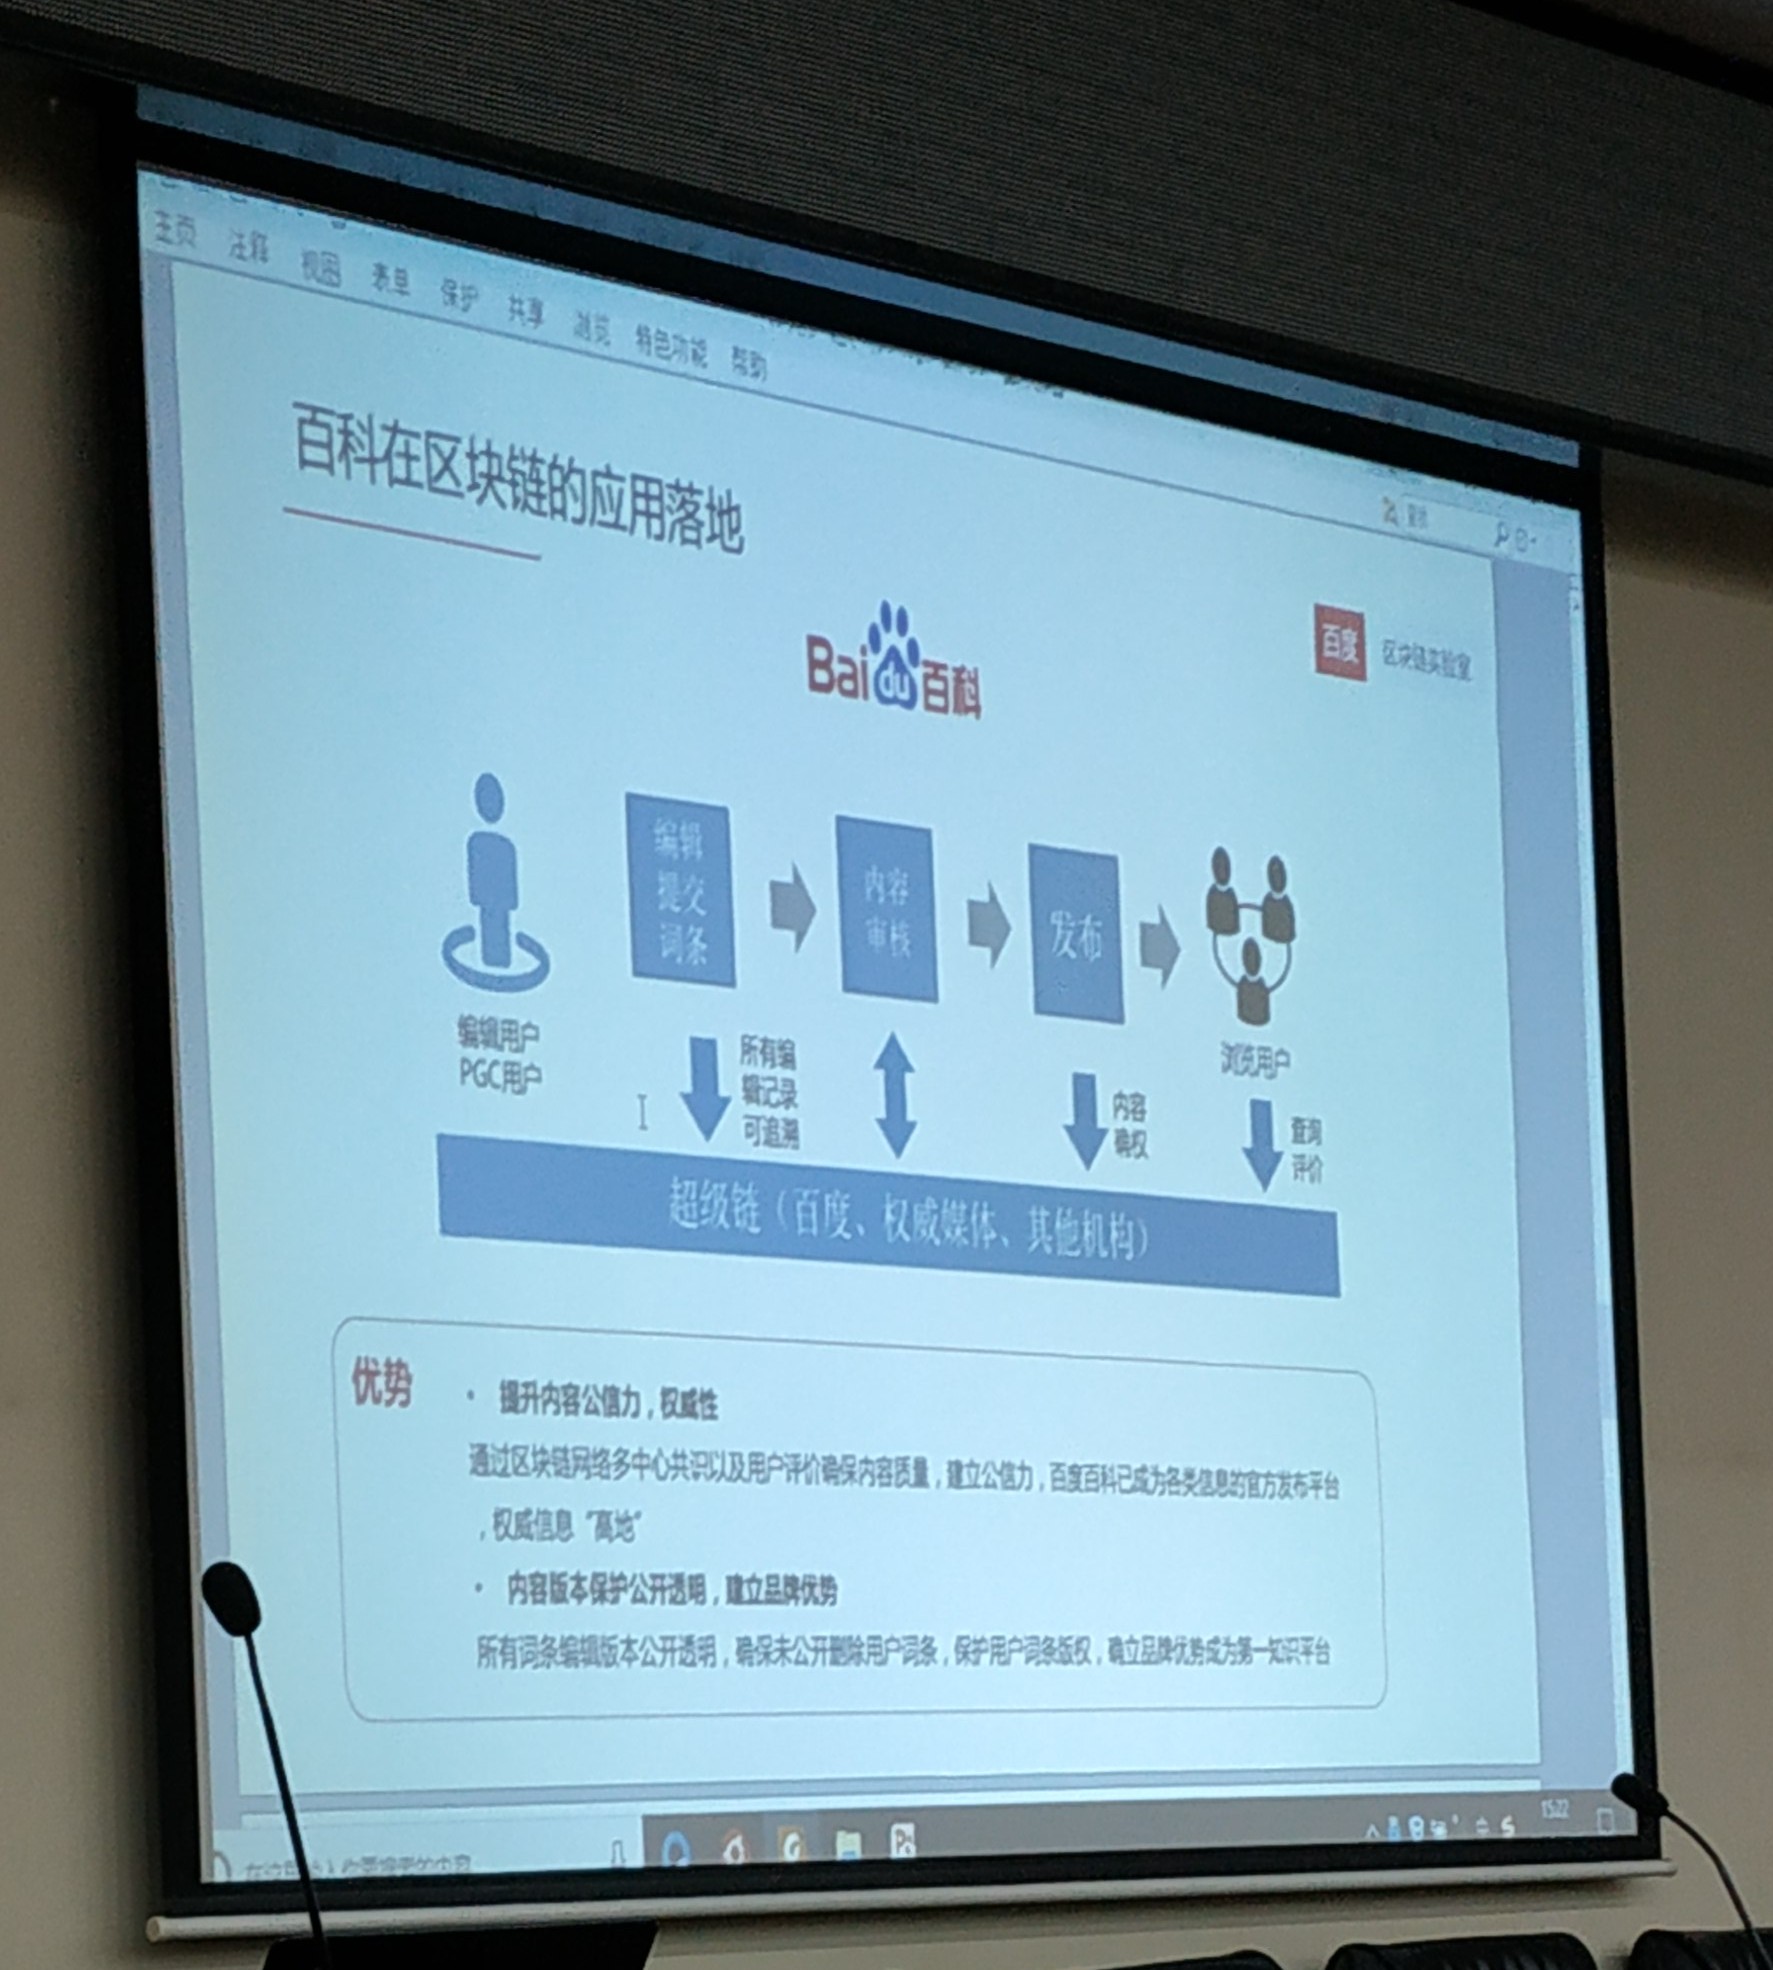 主页 注释 视图 表单 保护 共享 浏览 特色功能 帮助
查找
百科在区块链的应用落地
Bai du 百科
百度 区块链实验室
编辑
提交
词条
内容
审核
发布
编辑用户
PGC用户
浏览用户
所有编
辑记录
可追溯
内容
确权
查询
评价
超级链（百度、权威媒体、其他机构）
优势
• 提升内容公信力，权威性
通过区块链网络多中心共识以及用户评价确保内容质量，建立公信力，百度百科已成为各类信息的官方发布平台
，权威信息“高地”
• 内容版本保护公开透明，建立品牌优势
所有词条编辑版本公开透明，确保未公开删除用户词条，保护用户词条版权，确立品牌优势成为第一知识平台
在这里输入你要搜索的内容
15:22